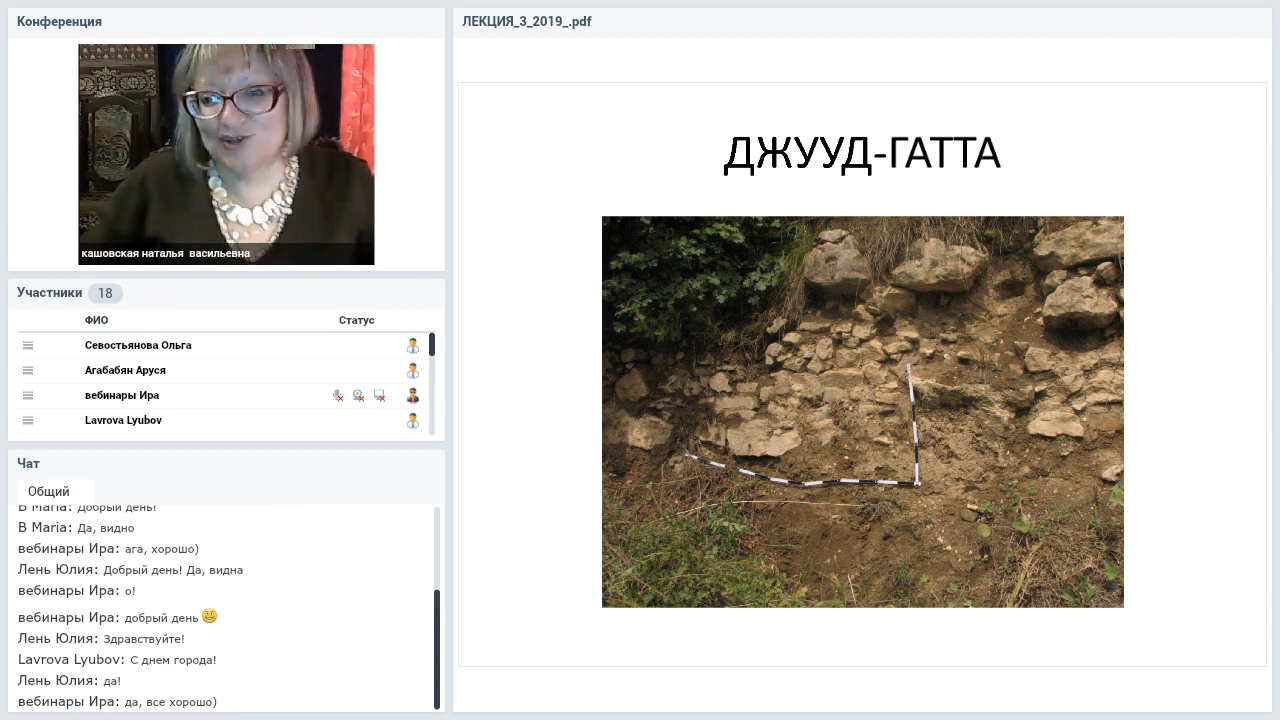 Конференция
кашовская наталья васильевна
Участники 18
ФИО Статус
Севостьянова Ольга
Агабабян Аруся
вебинары Ира
Lavrova Lyubov
Чат
Общий
B Maria: Добрый день!
B Maria: Да, видно
вебинары Ира: ага, хорошо)
Лень Юлия: Добрый день! Да, видна
вебинары Ира: о!
вебинары Ира: добрый день
Лень Юлия: Здравствуйте!
Lavrova Lyubov: С днем города!
Лень Юлия: да!
вебинары Ира: да, все хорошо)
ЛЕКЦИЯ_3_2019_.pdf
ДЖУУД-ГАТТА